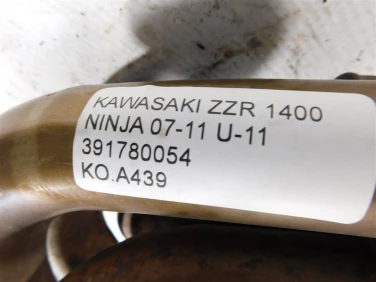 KAWASAKI ZZR 1400
NINJA 07-11 U-11
391780054
KO.A439